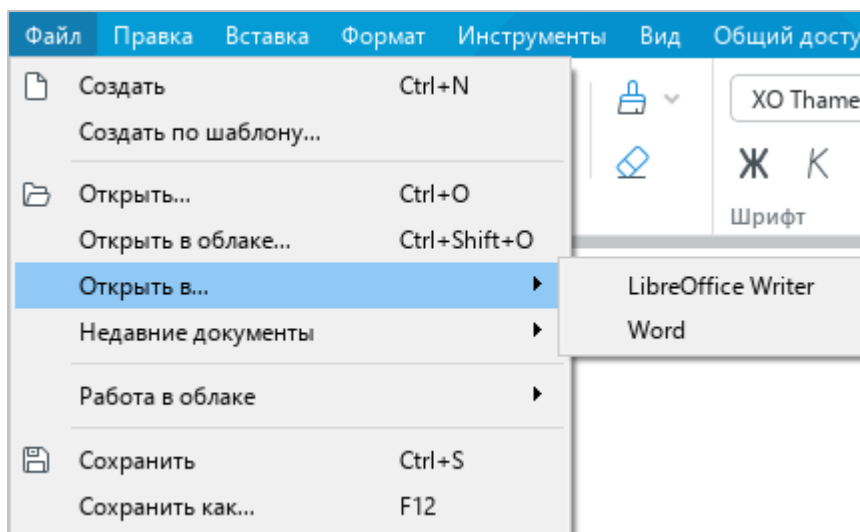 Файл Правка Вставка Формат Инструменты Вид Общий досту
Создать Ctrl+N
Создать по шаблону...
XO Thame
Ж К
Шрифт
Открыть... Ctrl+O
Открыть в облаке... Ctrl+Shift+O
Открыть в...
LibreOffice Writer
Word
Недавние документы
Работа в облаке
Сохранить Ctrl+S
Сохранить как... F12